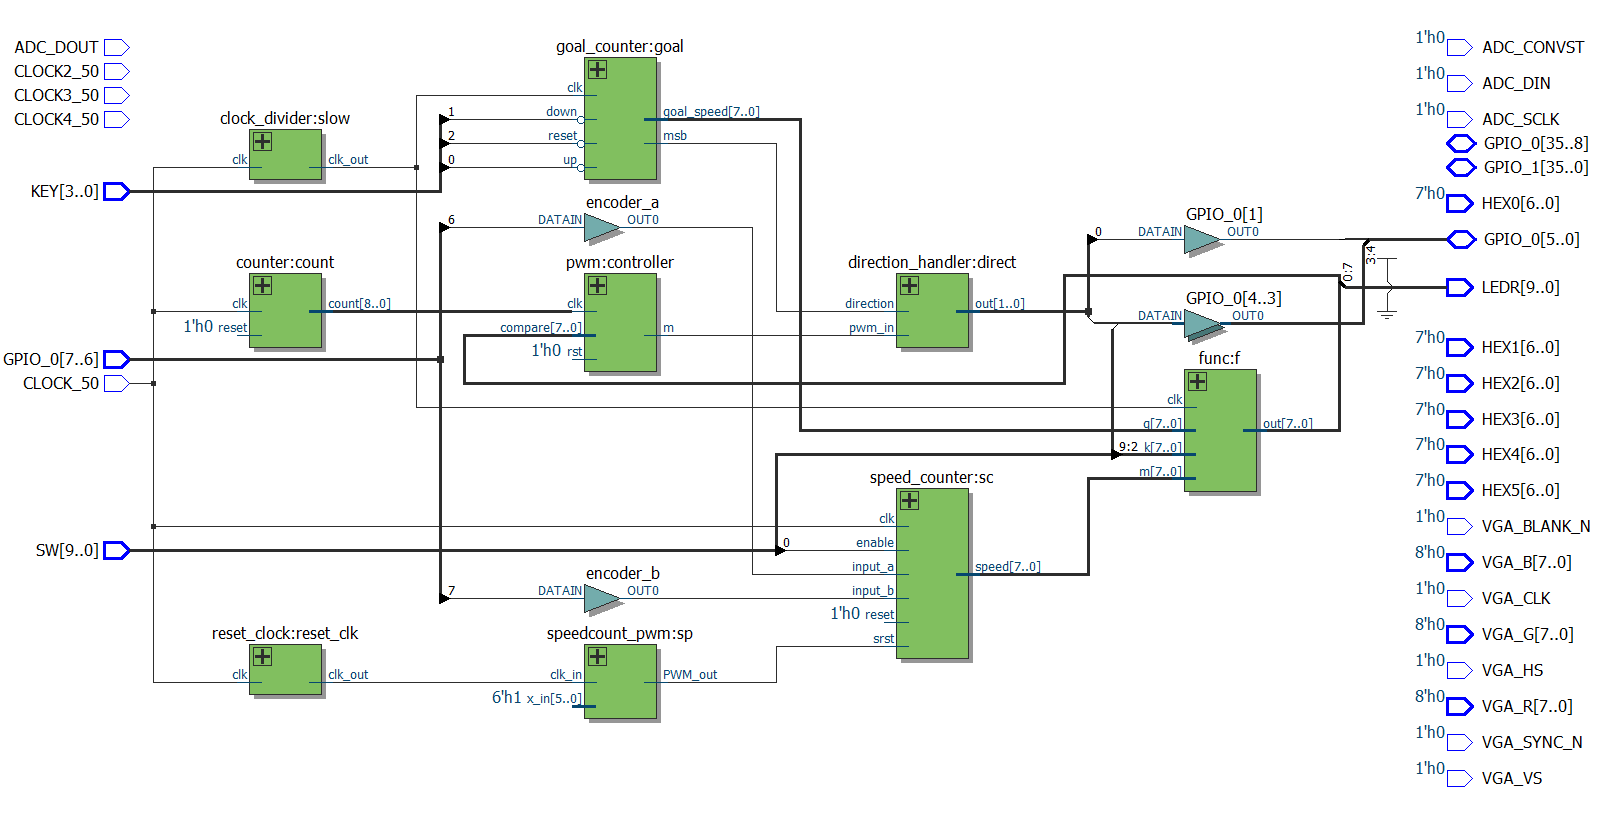 ADC_DOUT
CLOCK2_50
CLOCK3_50
CLOCK4_50
KEY[3..0]
GPIO_0[7..6]
CLOCK_50
SW[9..0]
clock_divider:slow
clk
clk_out
counter:count
clk
count[8..0]
1'h0 reset
reset_clock:reset_clk
clk
clk_out
goal_counter:goal
clk
1
down
goal_speed[7..0]
2
reset
msb
0
up
encoder_a
6
DATAIN
OUT0
pwm:controller
clk
compare[7..0]
m
1'h0 rst
encoder_b
7
DATAIN
OUT0
speedcount_pwm:sp
clk_in
PWM_out
6'h1 x_in[5..0]
direction_handler:direct
direction
out[1..0]
pwm_in
speed_counter:sc
clk
0
enable
input_a
speed[7..0]
input_b
1'h0 reset
srst
GPIO_0[1]
0
DATAIN
OUT0
GPIO_0[4..3]
DATAIN
OUT0
3:4
0:7
func:f
clk
g[7..0]
out[7..0]
9:2 k[7..0]
m[7..0]
1'h0 ADC_CONVST
1'h0 ADC_DIN
1'h0 ADC_SCLK
GPIO_0[35..8]
GPIO_1[35..0]
7'h0 HEX0[6..0]
GPIO_0[5..0]
LEDR[9..0]
7'h0 HEX1[6..0]
7'h0 HEX2[6..0]
7'h0 HEX3[6..0]
7'h0 HEX4[6..0]
7'h0 HEX5[6..0]
1'h0 VGA_BLANK_N
8'h0 VGA_B[7..0]
1'h0 VGA_CLK
8'h0 VGA_G[7..0]
1'h0 VGA_HS
8'h0 VGA_R[7..0]
1'h0 VGA_SYNC_N
1'h0 VGA_VS